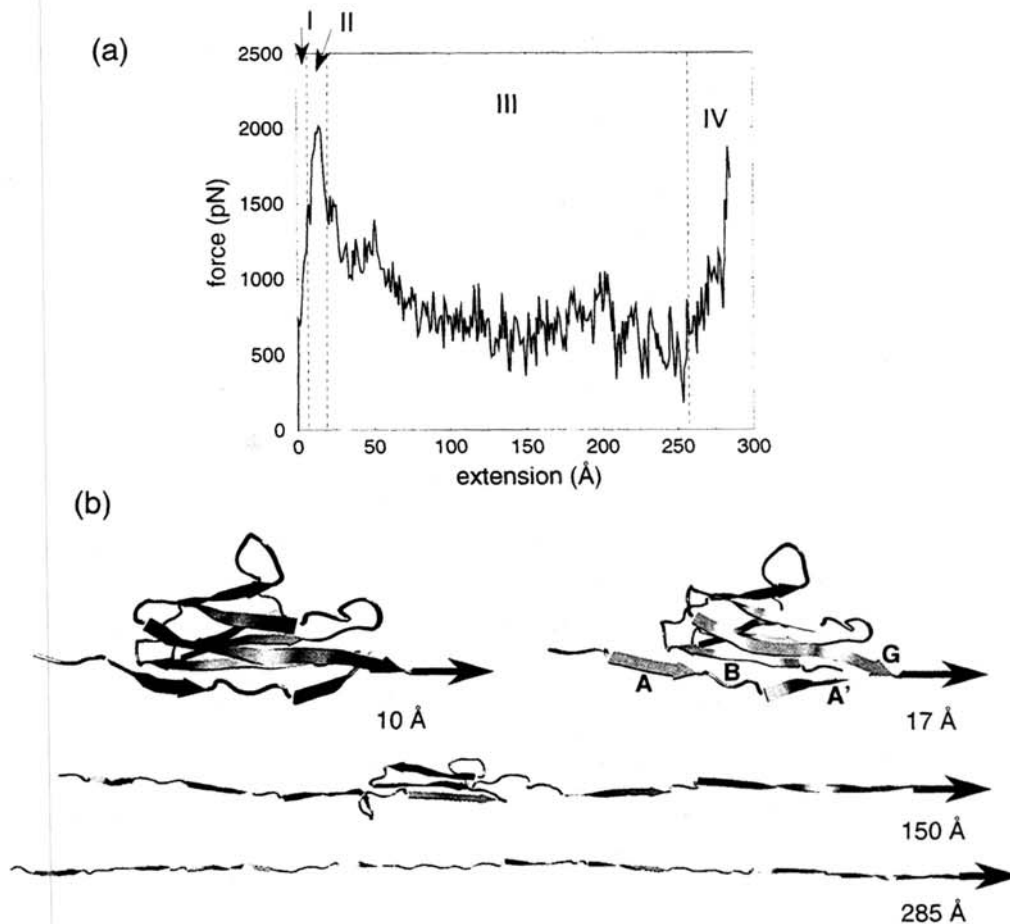 (a)
I II
2500
2000
1500
1000
500
0
force (pN)
III
IV
0 50 100 150 200 250 300
extension (Å)
(b)
10 Å
A B G A'
17 Å
150 Å
285 Å